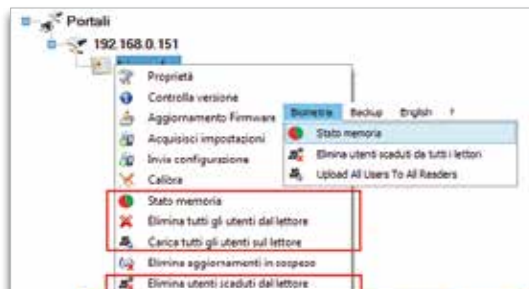 Portali
192.168.0.151
Proprietà
Controlla versione
Aggiornamento Firmware
Acquisisci impostazioni
Invia configurazione
Calibra
Stato memoria
Elimina tutti gli utenti dal lettore
Carica tutti gli utenti sul lettore
Elimina aggiornamenti in sospeso
Elimina utenti scaduti dal lettore
Biometria Backup English ?
Stato memoria
Elimina utenti scaduti da tutti i lettori
Upload All Users To All Readers